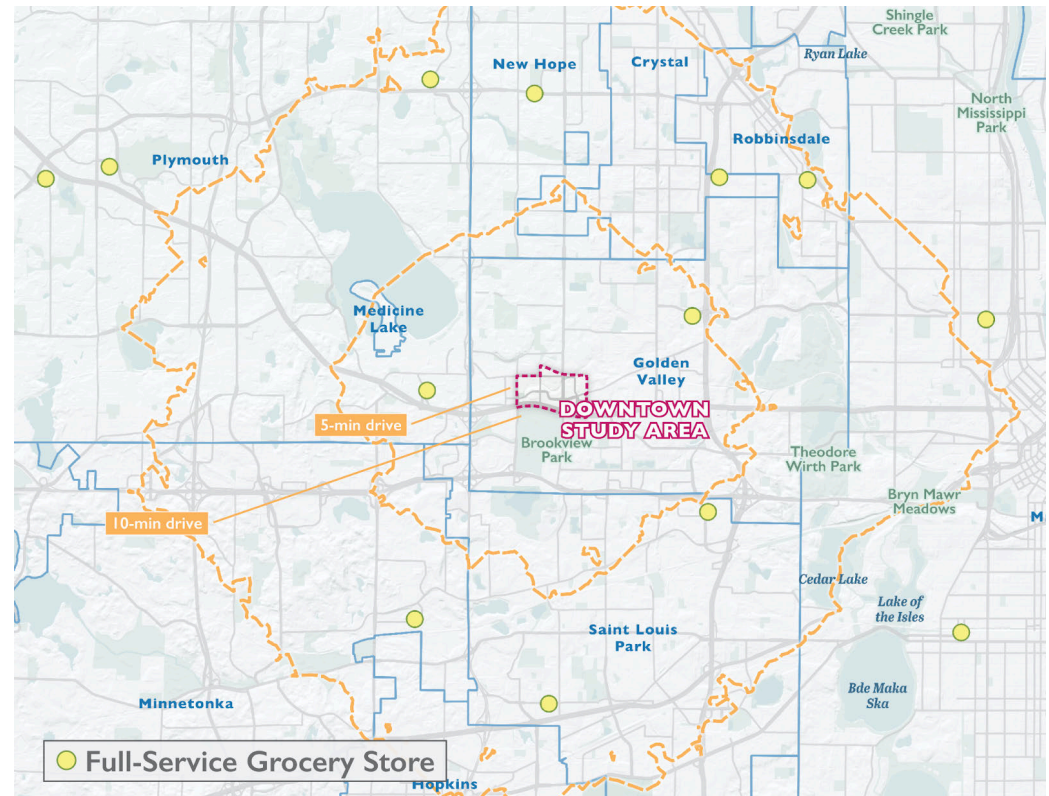 Shingle
Creek Park
Ryan Lake
New Hope
Crystal
North
Mississippi
Park
Robbinsdale
Plymouth
Medicine
Lake
Golden
Valley
DOWNTOWN
STUDY AREA
5-min drive
Brookview
Park
Theodore
Wirth Park
Bryn Mawr
Meadows
M
10-min drive
Cedar Lake
Lake of
the Isles
Saint Louis
Park
Bde Maka
Ska
Minnetonka
Full-Service Grocery Store
Hopkins